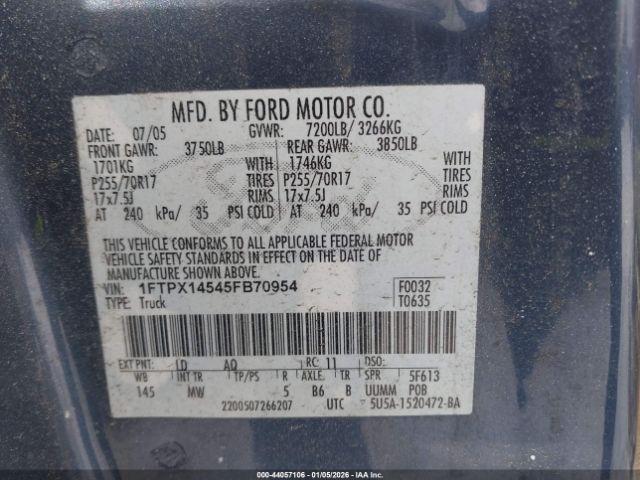 MFD. BY FORD MOTOR CO.
DATE: 07/05 GVWR: 7200LB/ 3266KG
FRONT GAWR: 3750LB REAR GAWR: 3850LB
1701KG WITH 1746KG WITH
P255/70R17 TIRES P255/70R17 TIRES
17x7.5J RIMS 17x7.5J RIMS
AT 240 kPa/ 35 PSI COLD AT 240 kPa/ 35 PSI COLD
THIS VEHICLE CONFORMS TO ALL APPLICABLE FEDERAL MOTOR
VEHICLE SAFETY STANDARDS IN EFFECT ON THE DATE OF
MANUFACTURE SHOWN ABOVE.
VIN: 1FTPX14545FB70954 F0032
TYPE: Truck T0635
EXT PNT: LD AQ RC: 11 DSO:
WB INT TR TP/PS R AXLE TR SPR 5F613
145 MW 5 B6 B UUMM POB
2200507266207 UTC 5U5A-1520472-BA
000-44057106 - 01/05/2026 - IAA, Inc.